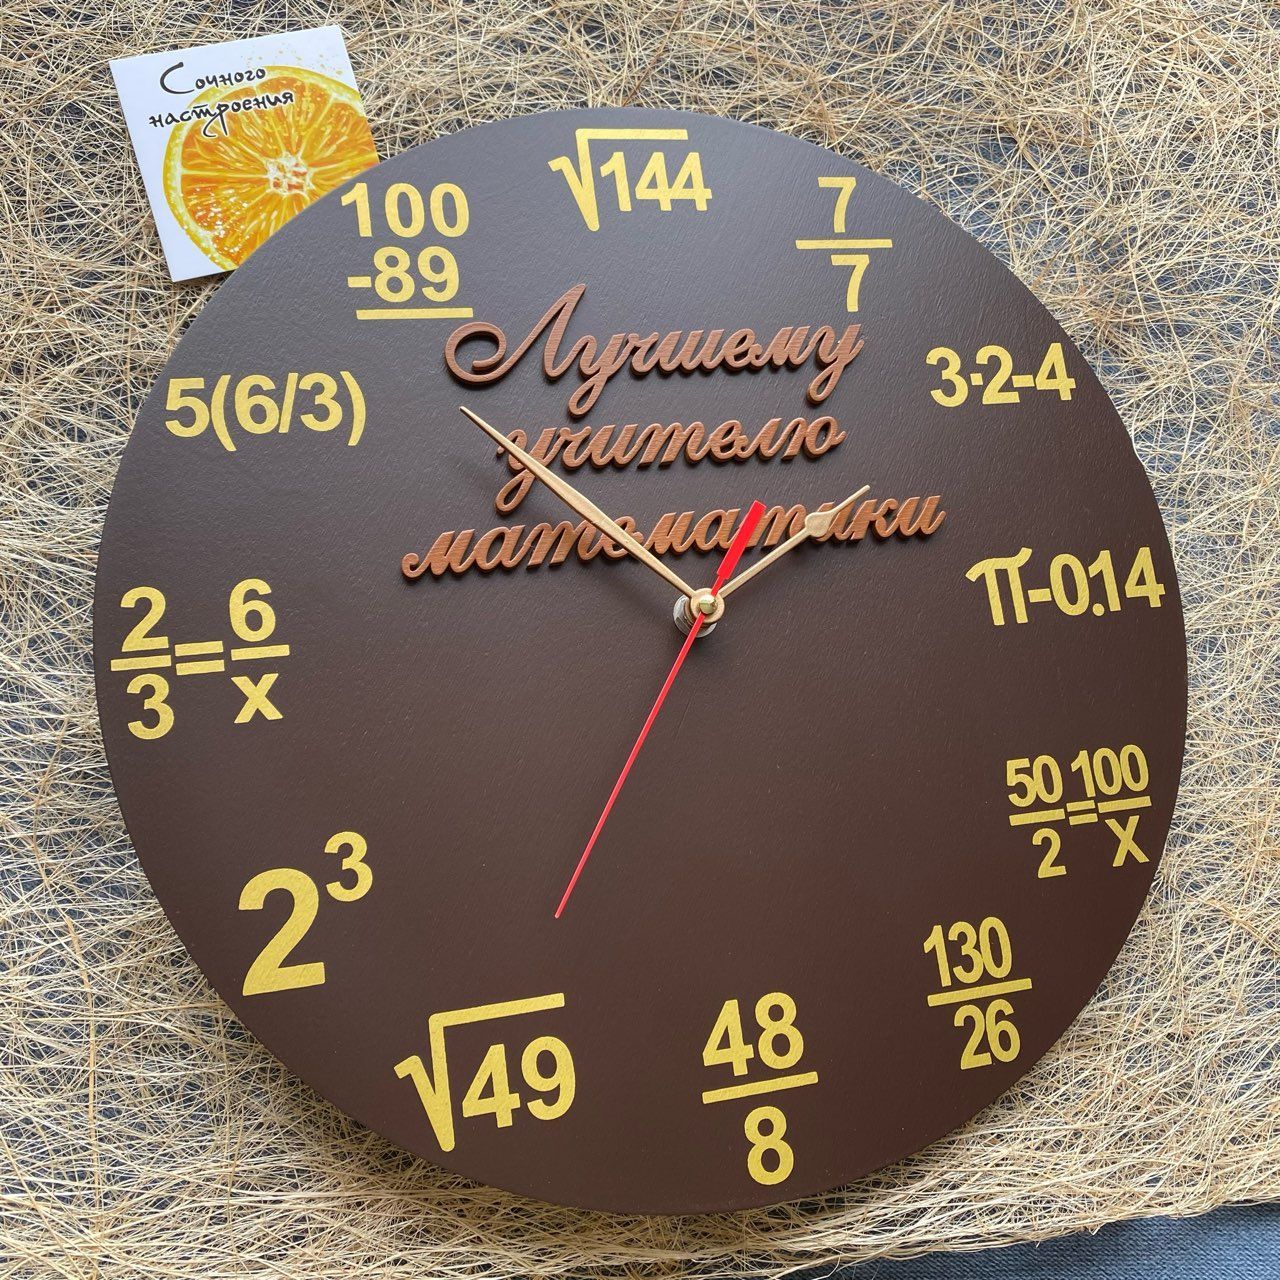 Сочного
настроения
√144
7/7
3·2-4
π-0.14
50/2=100/x
130/26
48/8
√49
2³
2/3=6/x
5(6/3)
100
-89
Лучшему
учителю
математики